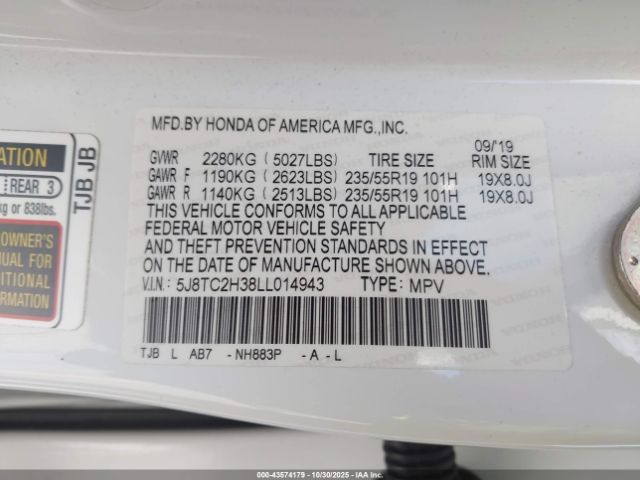 MFD.BY HONDA OF AMERICA MFG.,INC.
09/'19
GVWR 2280KG (5027LBS) TIRE SIZE RIM SIZE
GAWR F 1190KG (2623LBS) 235/55R19 101H 19X8.0J
GAWR R 1140KG (2513LBS) 235/55R19 101H 19X8.0J
THIS VEHICLE CONFORMS TO ALL APPLICABLE
FEDERAL MOTOR VEHICLE SAFETY
AND THEFT PREVENTION STANDARDS IN EFFECT
ON THE DATE OF MANUFACTURE SHOWN ABOVE.
V.I.N.: 5J8TC2H38LL014943 TYPE: MPV
TJB L AB7 -NH883P -A-L
ATION
REAR 3
kg or 838lbs.
OWNER'S
MANUAL FOR
DITIONAL
RMATION
TJB JB
000-43574179 | 10/30/2025 | IAA Inc.